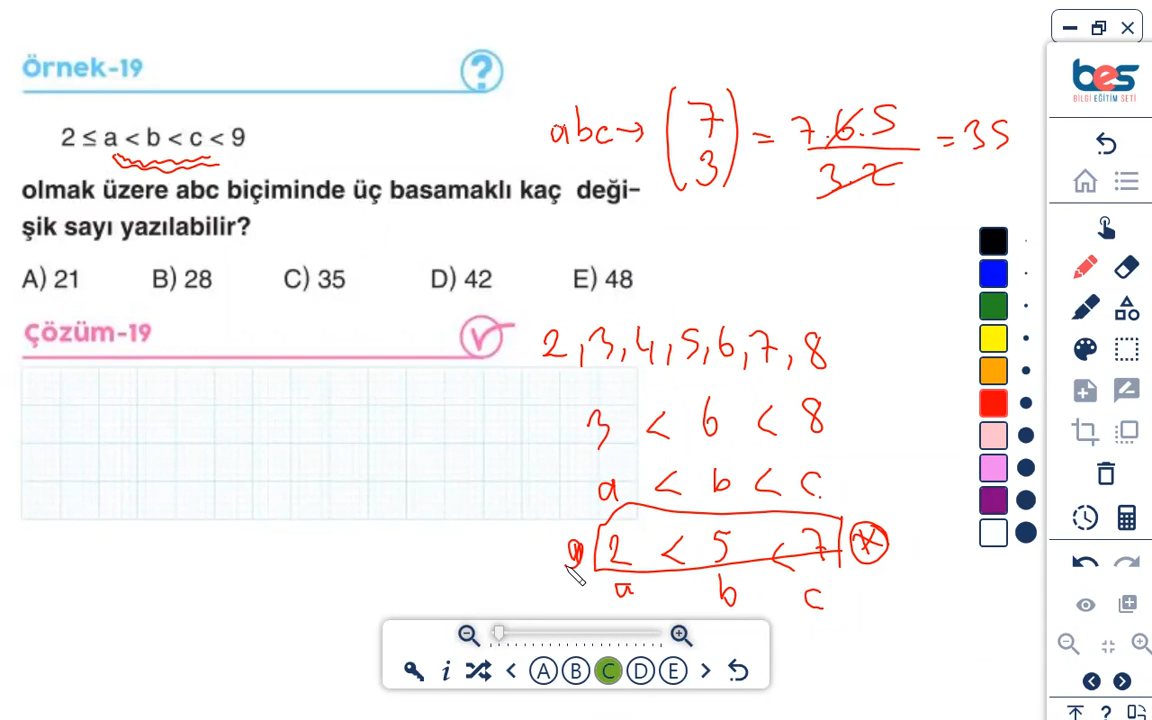 Örnek-19
?
2 ≤ a < b < c < 9
olmak üzere abc biçiminde üç basamaklı kaç deği-
şik sayı yazılabilir?
A) 21 B) 28 C) 35 D) 42 E) 48
Çözüm-19
abc→ (7 3) = 7.6.5 / 3.2 = 35
2,3,4,5,6,7,8
3 < 6 < 8
a < b < c
2 < 5 < 7
a b c
bes
BİLGİ EĞİTİM SETİ
i < A B C D E >
?